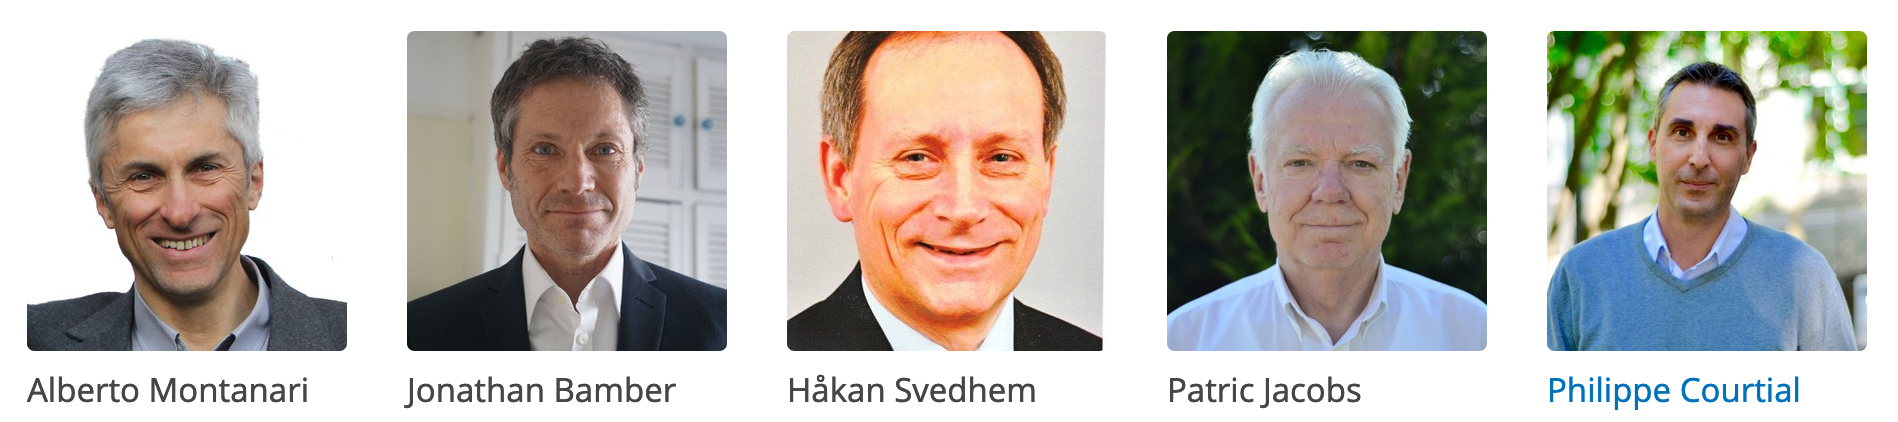 Alberto Montanari
Jonathan Bamber
Håkan Svedhem
Patric Jacobs
Philippe Courtial